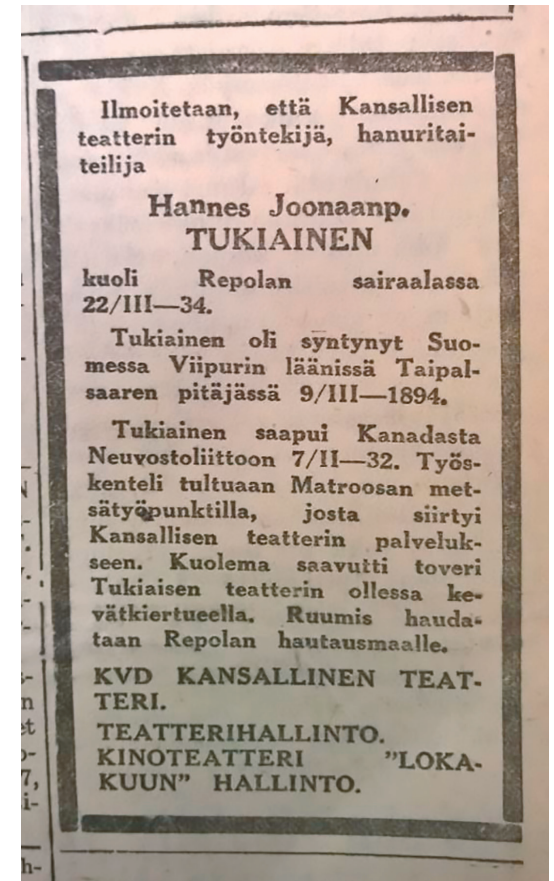 Ilmoitetaan, että Kansallisen
teatterin työntekijä, hanuritai-
teilija
Hannes Joonaanp.
TUKIAINEN
kuoli Repolan sairaalassa
22/III—34.
Tukiainen oli syntynyt Suo-
messa Viipurin läänissä Taipal-
saaren pitäjässä 9/III—1894.
Tukiainen saapui Kanadasta
Neuvostoliittoon 7/II—32. Työs-
kenteli tultuaan Matroosan met-
sätyöpunktilla, josta siirtyi
Kansallisen teatterin palveluk-
seen. Kuolema saavutti toveri
Tukiaisen teatterin ollessa ke-
vätkiertueella. Ruumis hauda-
taan Repolan hautausmaalle.
KVD KANSALLINEN TEAT-
TERI.
TEATTERIHALLINTO.
KINOTEATTERI ”LOKA-
KUUN” HALLINTO.